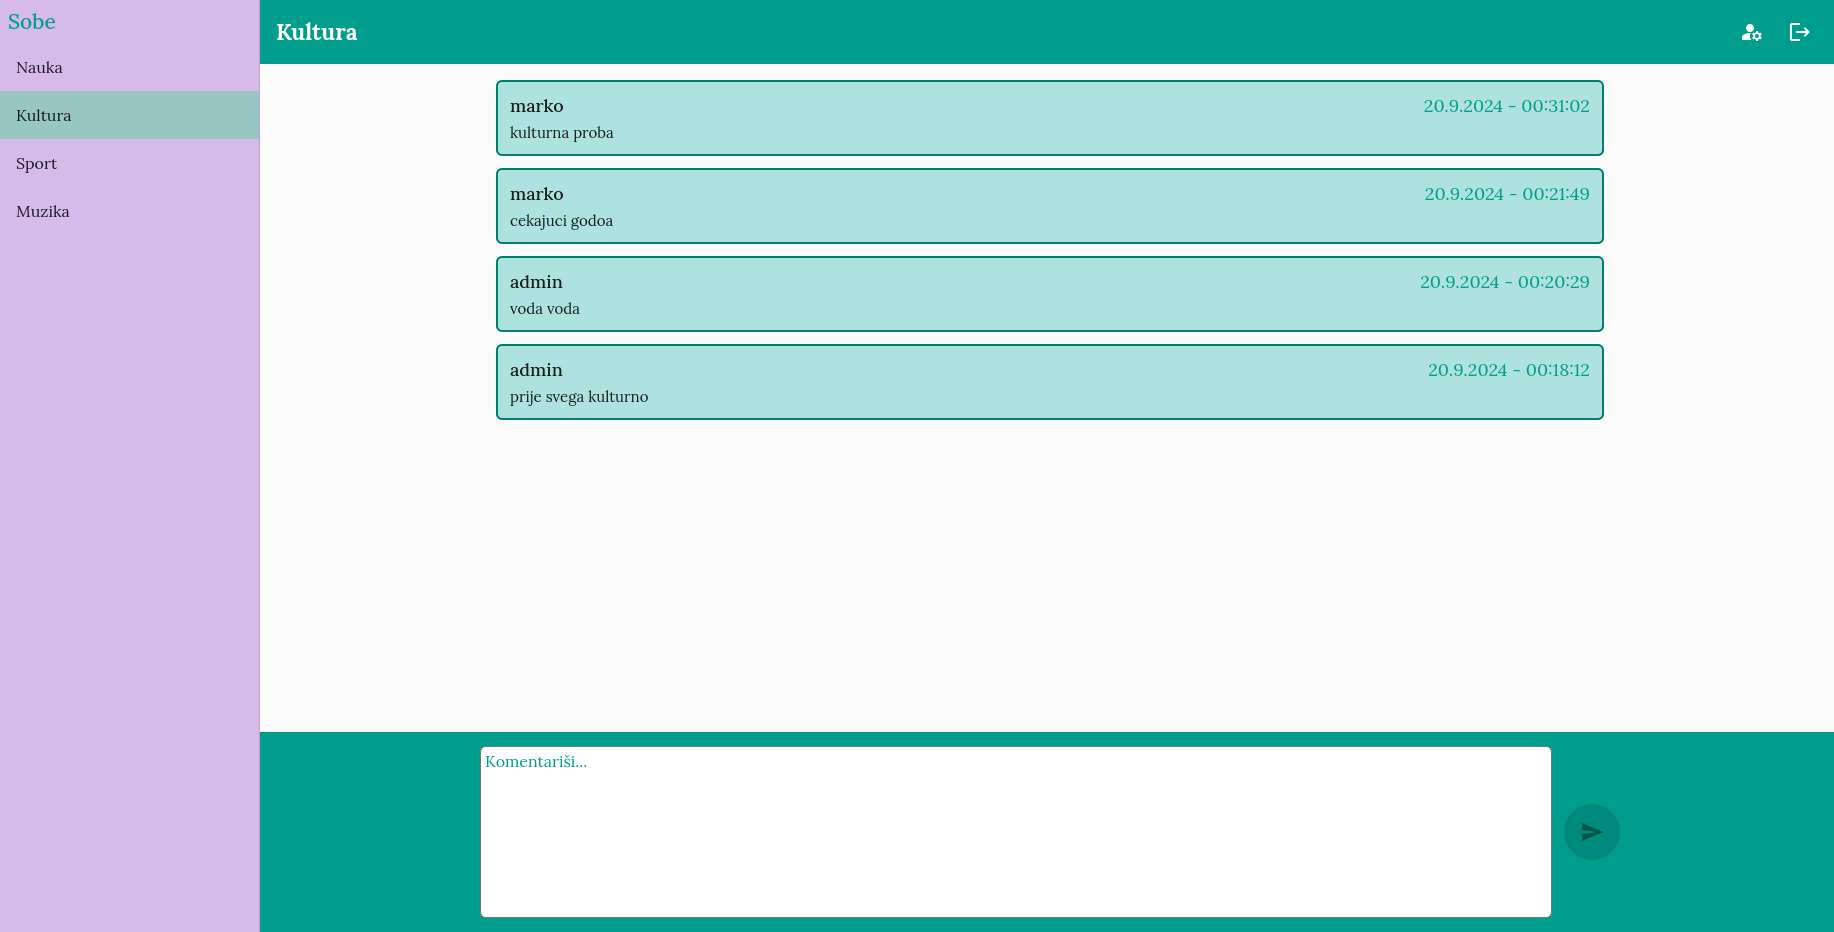 Sobe
Nauka
Kultura
Sport
Muzika
Kultura
marko 20.9.2024 - 00:31:02
kulturna proba
marko 20.9.2024 - 00:21:49
cekajuci godoa
admin 20.9.2024 - 00:20:29
voda voda
admin 20.9.2024 - 00:18:12
prije svega kulturno
Komentariši...